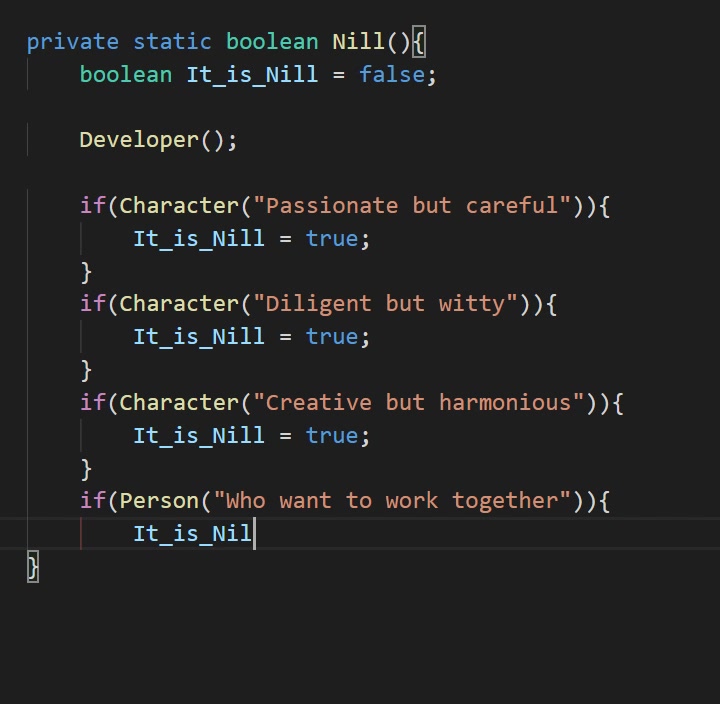 private static boolean Nill(){
boolean It_is_Nill = false;
Developer();
if(Character("Passionate but careful")){
It_is_Nill = true;
}
if(Character("Diligent but witty")){
It_is_Nill = true;
}
if(Character("Creative but harmonious")){
It_is_Nill = true;
}
if(Person("Who want to work together")){
It_is_Nil
}